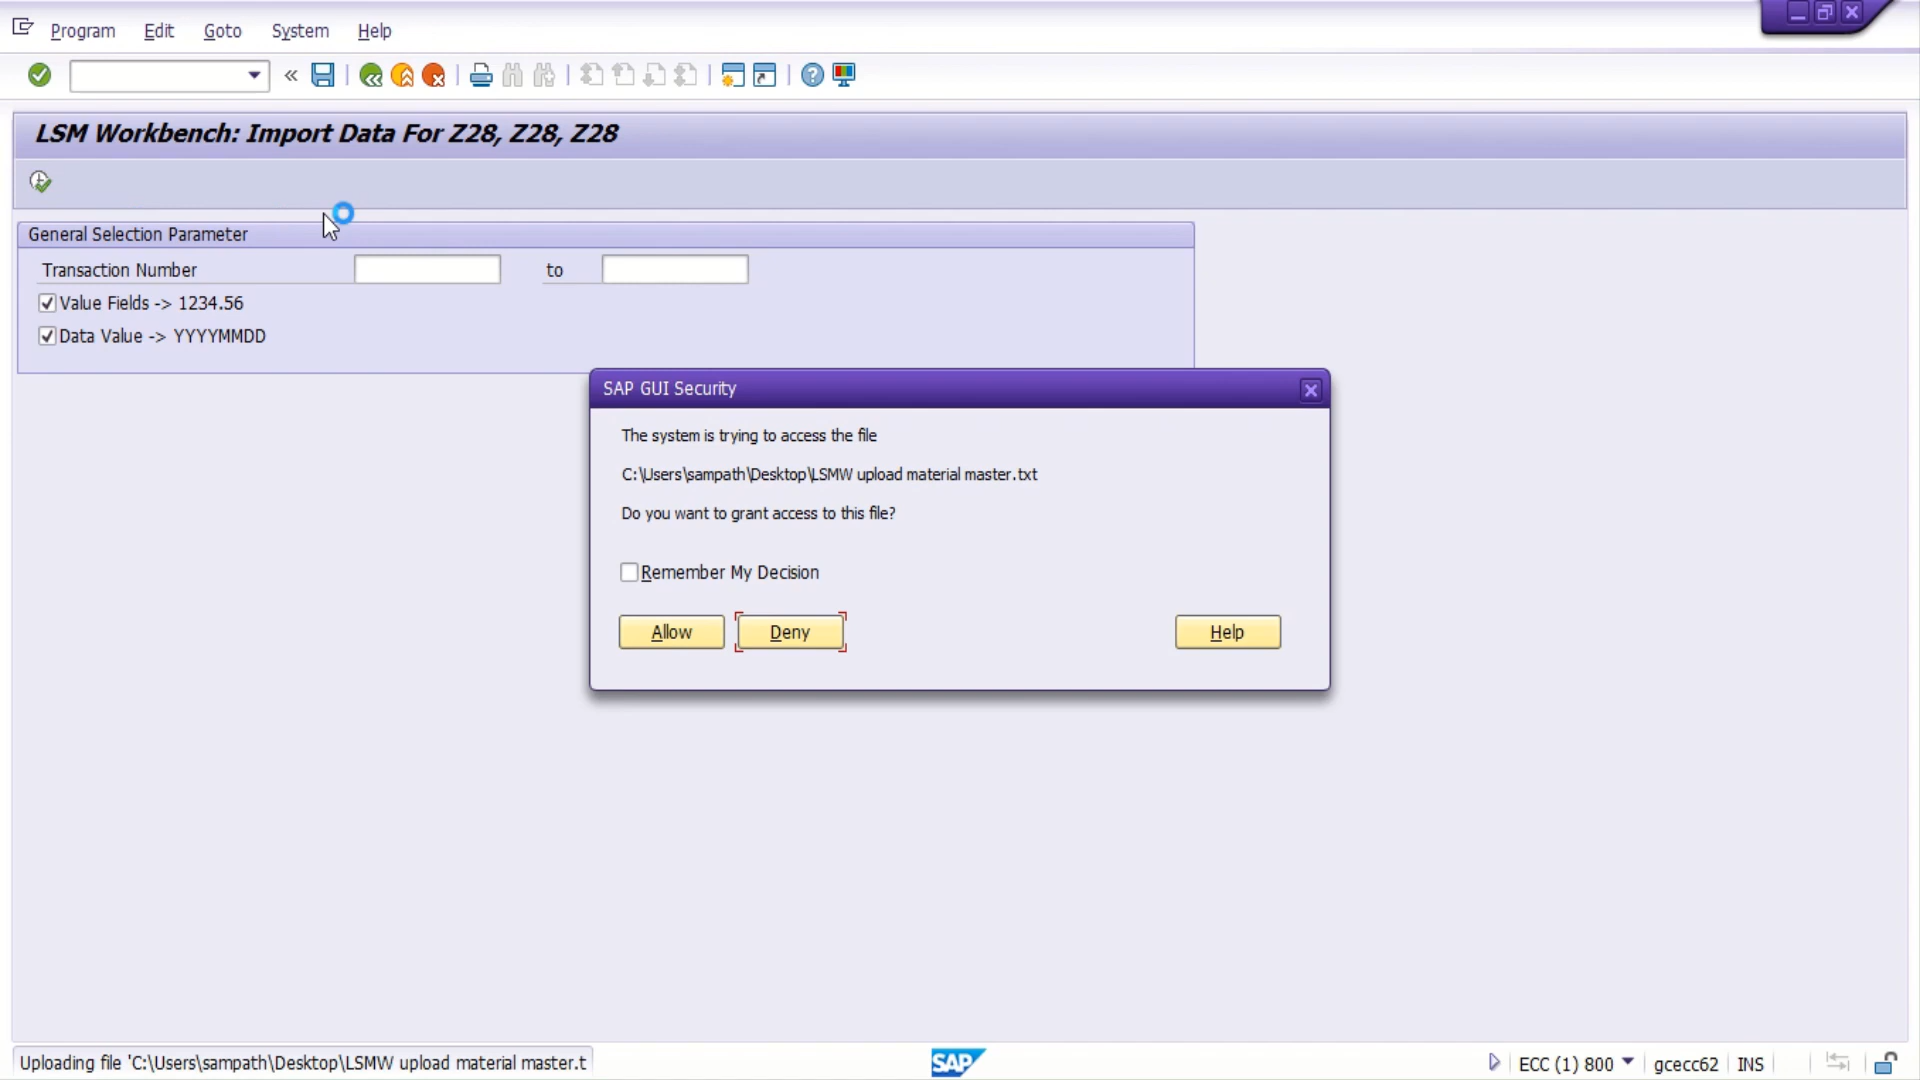 Program Edit Goto System Help
LSM Workbench: Import Data For Z28, Z28, Z28
General Selection Parameter
Transaction Number to
Value Fields -> 1234.56
Data Value -> YYYYMMDD
SAP GUI Security
The system is trying to access the file
C:\Users\sampath\Desktop\LSMW upload material master.txt
Do you want to grant access to this file?
Remember My Decision
Allow Deny Help
Uploading file 'C:\Users\sampath\Desktop\LSMW upload material master.t SAP ECC (1) 800 gcecc62 INS